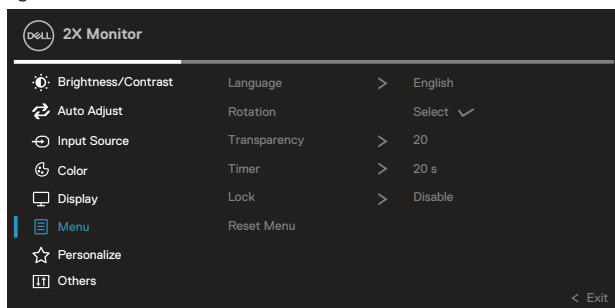 DELL 2X Monitor
Brightness/Contrast Language > English
Auto Adjust Rotation Select ✓
Input Source Transparency > 20
Color Timer > 20 s
Display Lock > Disable
Menu Reset Menu
Personalize
Others
< Exit